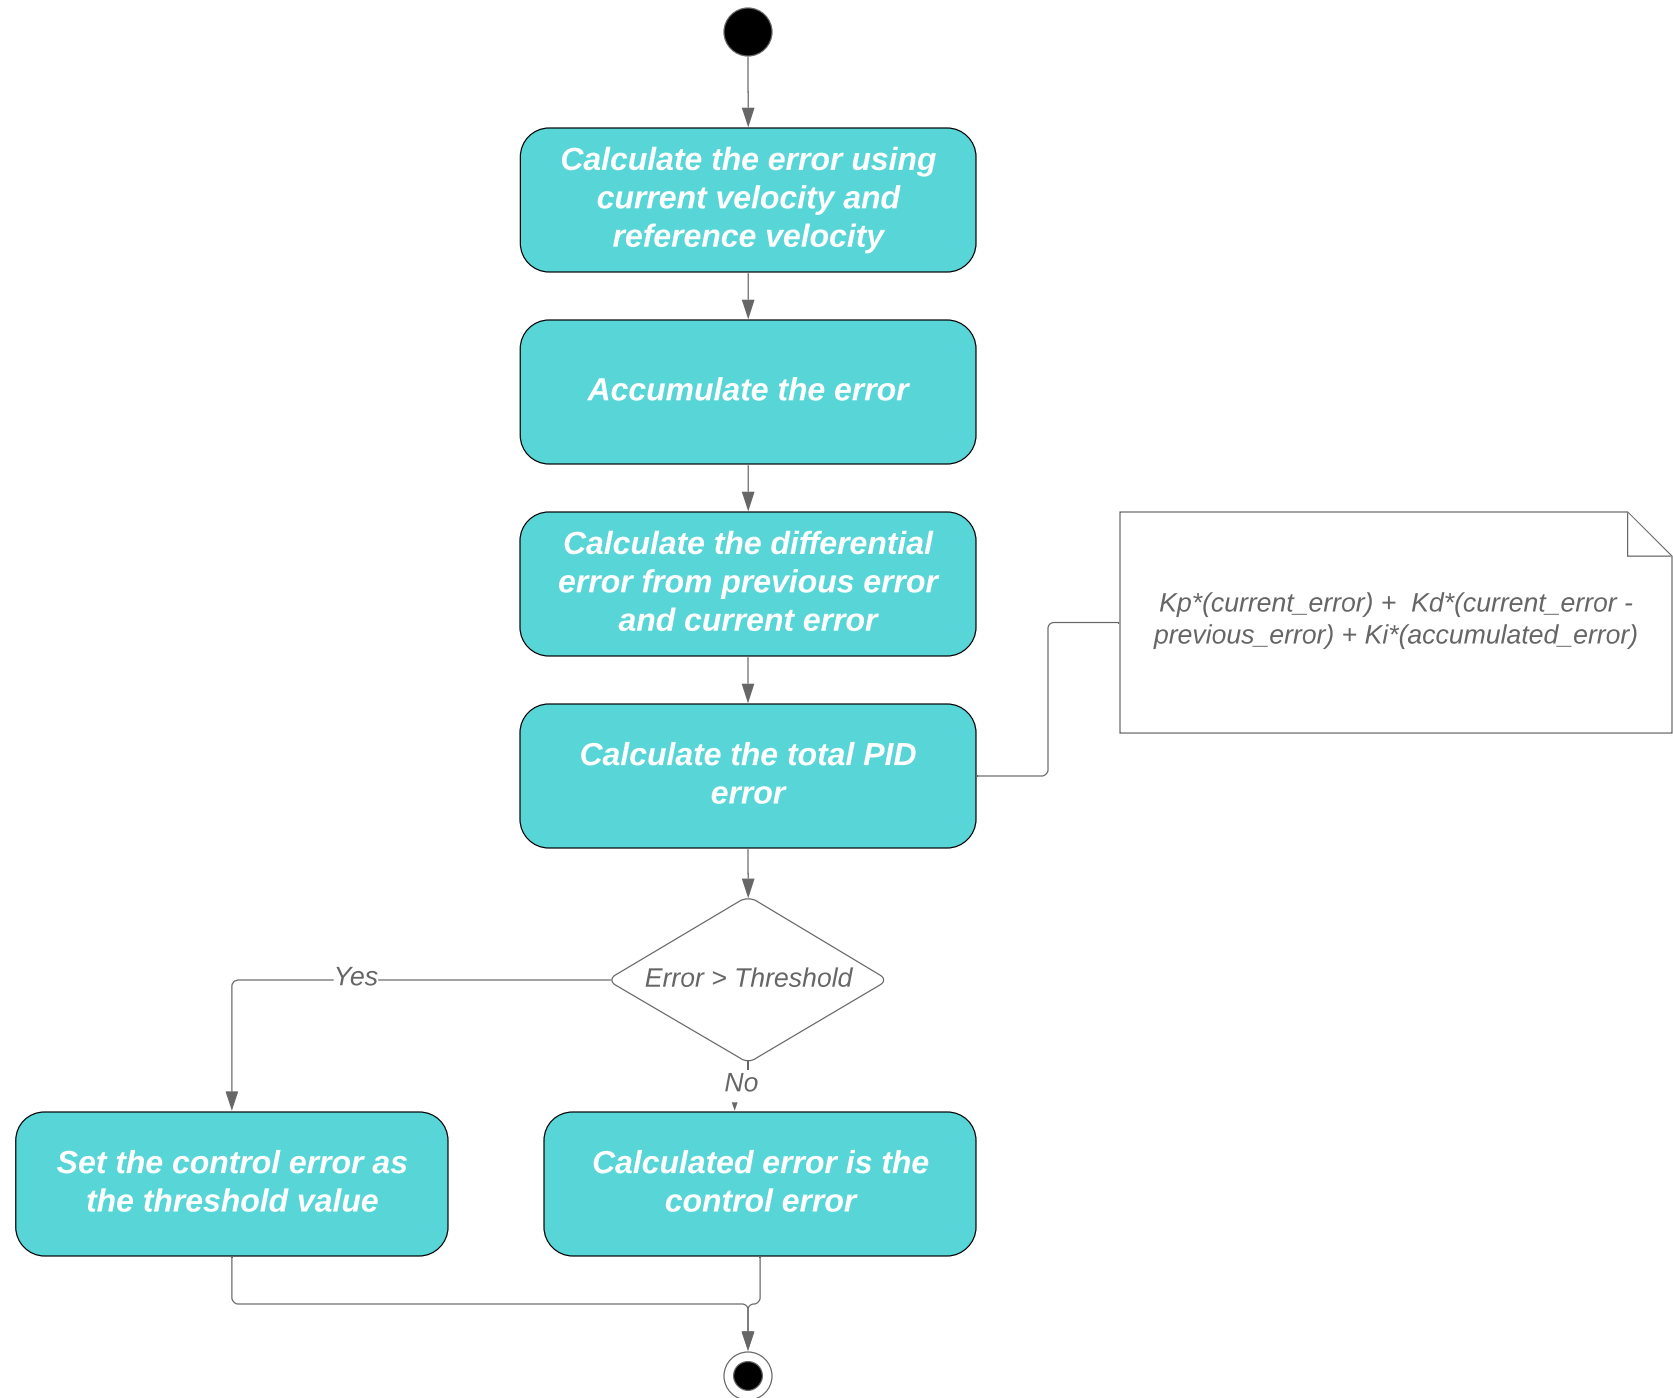 Calculate the error using
current velocity and
reference velocity
Accumulate the error
Calculate the differential
error from previous error
and current error
Kp*(current_error) +  Kd*(current_error -
previous_error) + Ki*(accumulated_error)
Calculate the total PID
error
Error > Threshold
Yes
No
Set the control error as
the threshold value
Calculated error is the
control error